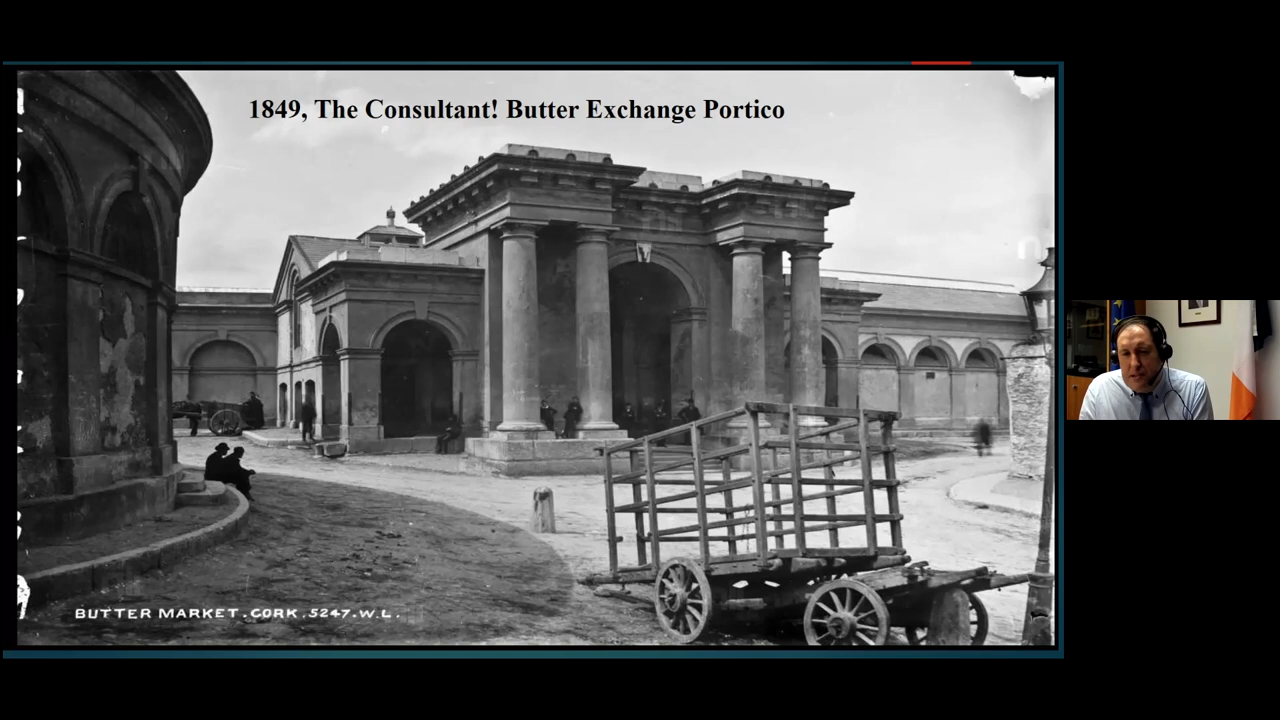 1849, The Consultant! Butter Exchange Portico
BUTTER MARKET.CORK.5247.W.L.